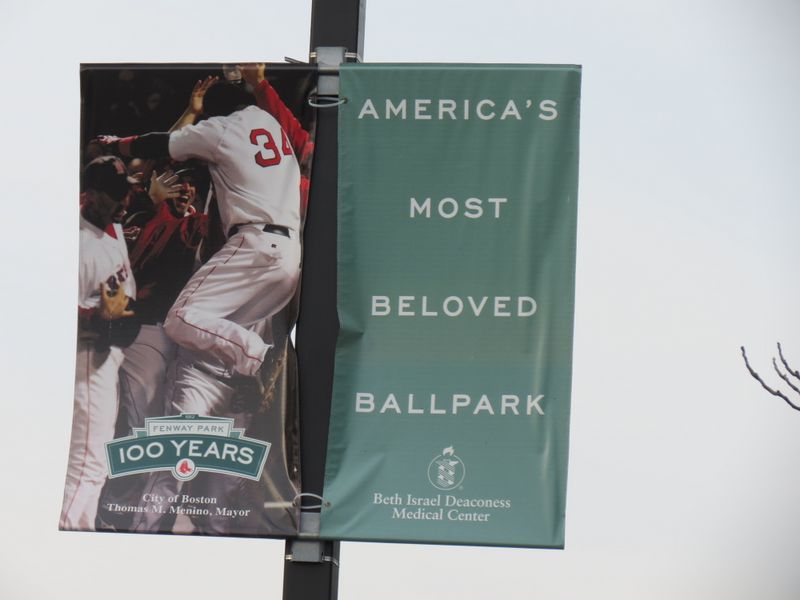 34
1912
FENWAY PARK
100 YEARS
City of Boston
Thomas M. Menino, Mayor
AMERICA'S
MOST
BELOVED
BALLPARK
Beth Israel Deaconess
Medical Center